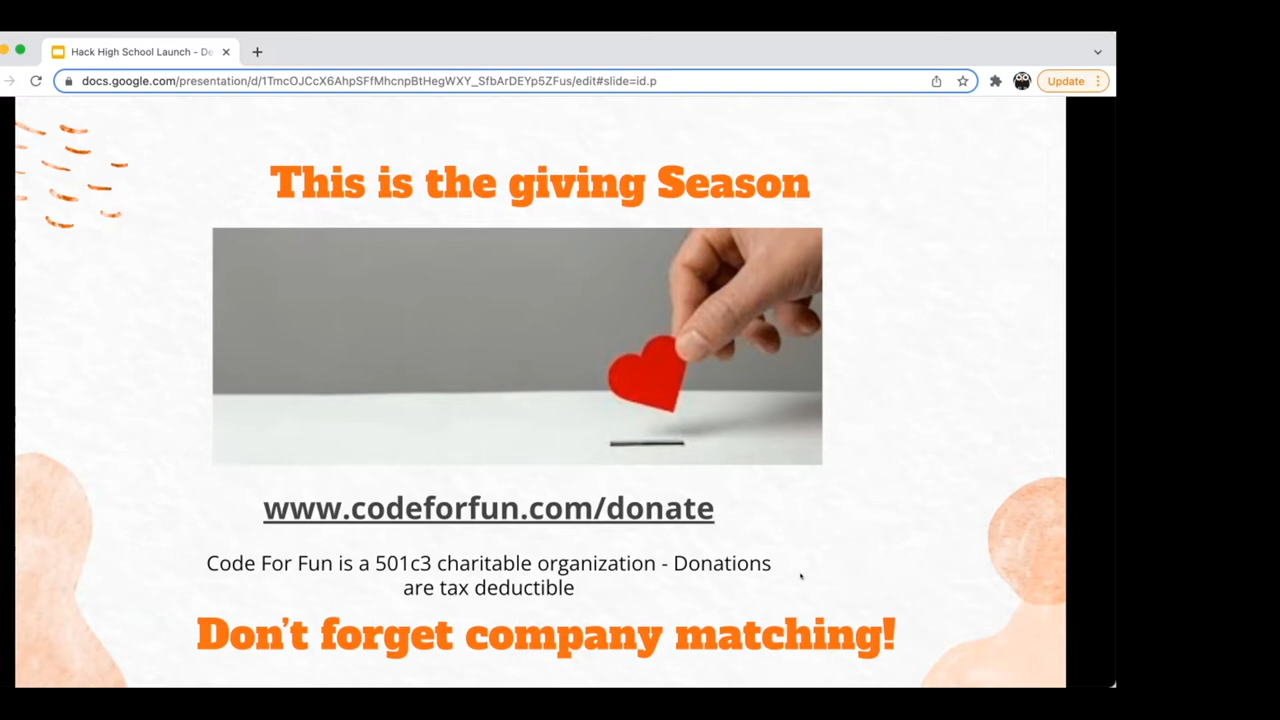 Hack High School Launch - De
docs.google.com/presentation/d/1TmcOJCcX6AhpSFfMhcnpBtHegWXY_SfbArDEYp5ZFus/edit#slide=id.p
Update
This is the giving Season
www.codeforfun.com/donate
Code For Fun is a 501c3 charitable organization - Donations
are tax deductible
Don't forget company matching!